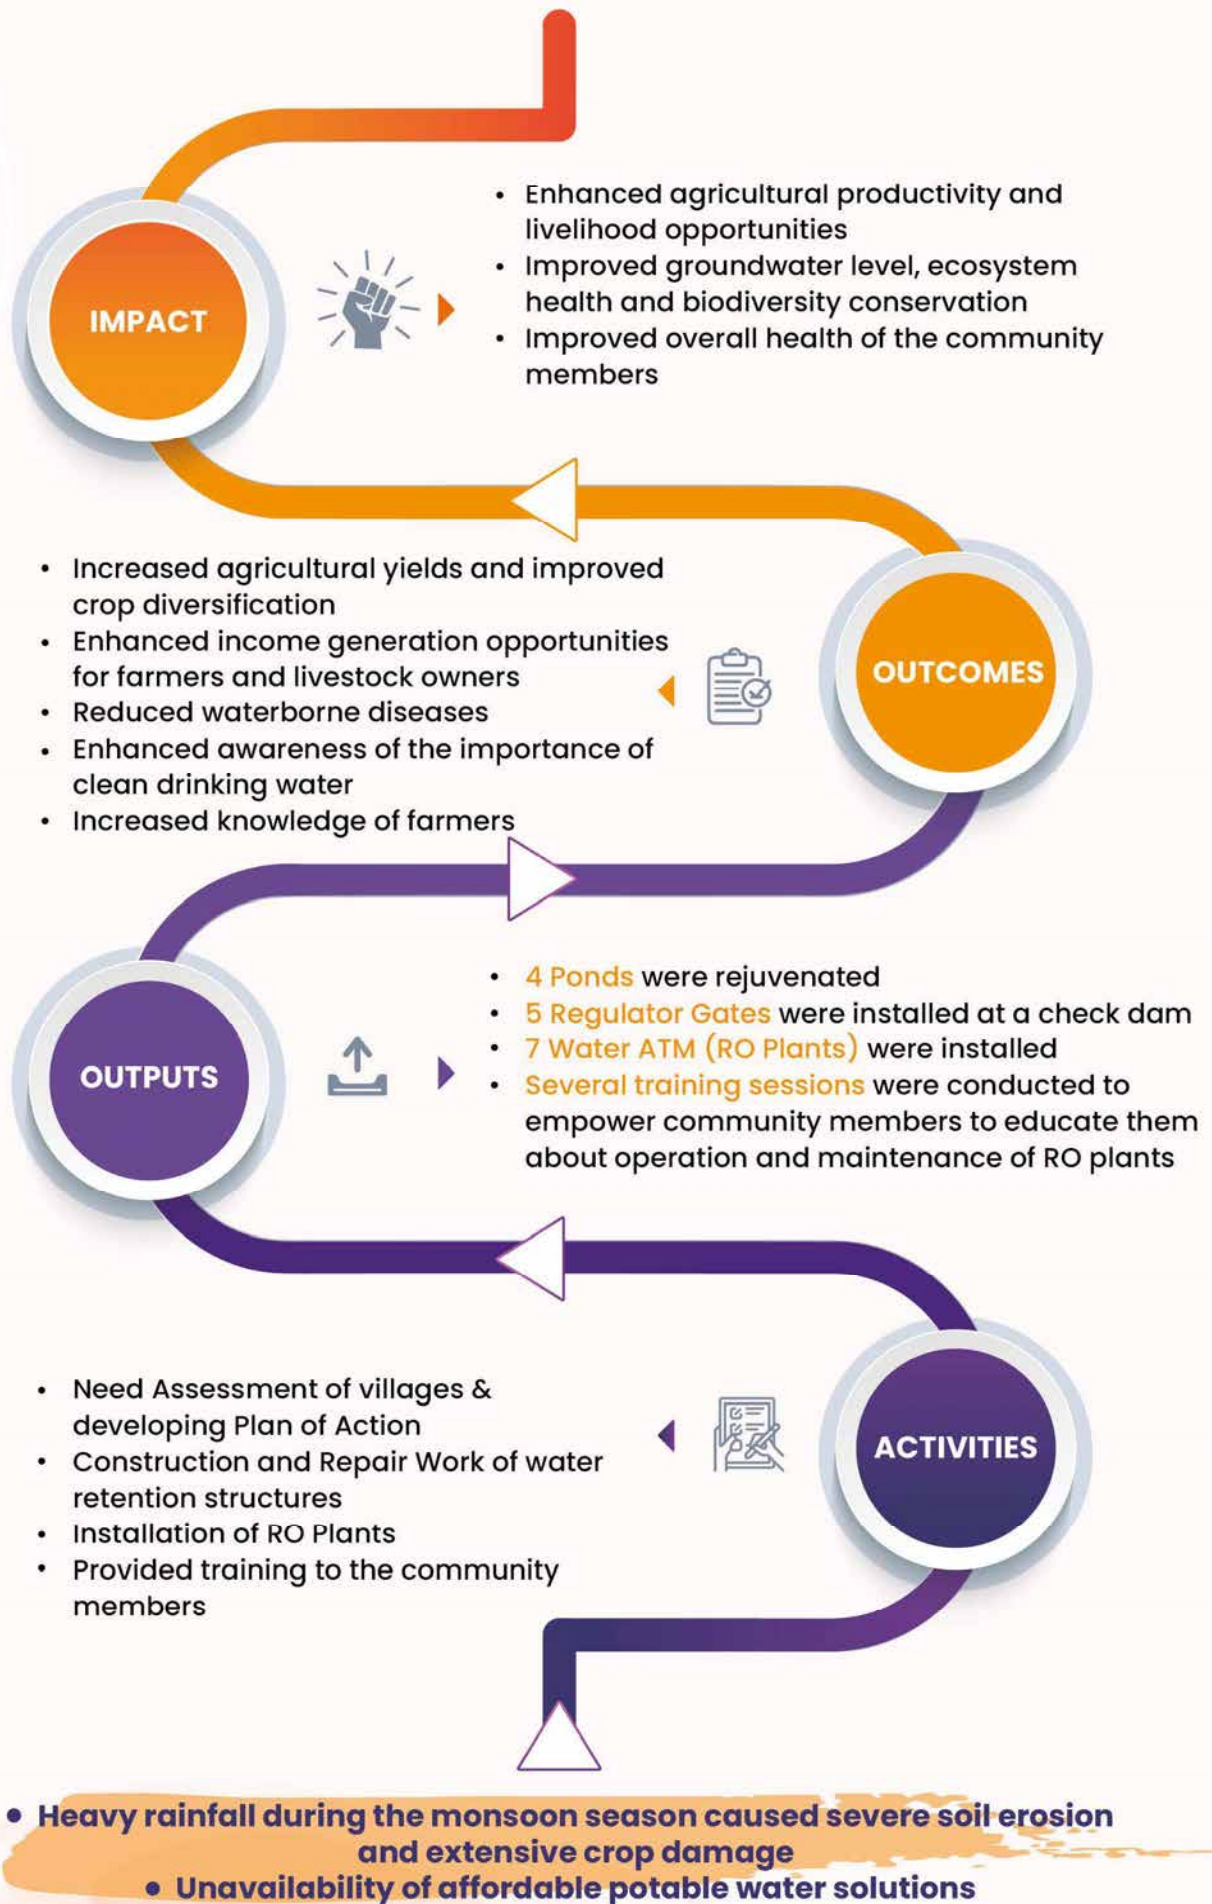 IMPACT
• Enhanced agricultural productivity and
livelihood opportunities
• Improved groundwater level, ecosystem
health and biodiversity conservation
• Improved overall health of the community
members
• Increased agricultural yields and improved
crop diversification
• Enhanced income generation opportunities
for farmers and livestock owners
• Reduced waterborne diseases
• Enhanced awareness of the importance of
clean drinking water
• Increased knowledge of farmers
OUTCOMES
OUTPUTS
• 4 Ponds were rejuvenated
• 5 Regulator Gates were installed at a check dam
• 7 Water ATM (RO Plants) were installed
• Several training sessions were conducted to
empower community members to educate them
about operation and maintenance of RO plants
• Need Assessment of villages &
developing Plan of Action
• Construction and Repair Work of water
retention structures
• Installation of RO Plants
• Provided training to the community
members
ACTIVITIES
• Heavy rainfall during the monsoon season caused severe soil erosion
and extensive crop damage
• Unavailability of affordable potable water solutions